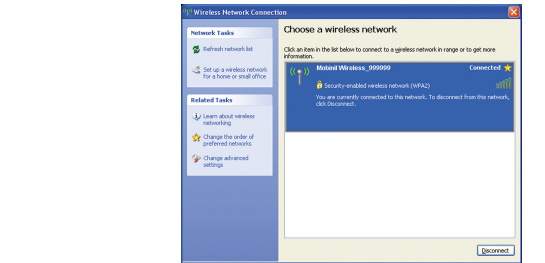 Wireless Network Connection
Network Tasks
Refresh network list
Set up a wireless network
for a home or small office
Related Tasks
Learn about wireless
networking
Change the order of
preferred networks
Change advanced
settings
Choose a wireless network
Click an item in the list below to connect to a wireless network in range or to get more
information.
Mobinil Wireless_999999 Connected
Security-enabled wireless network (WPA2)
You are currently connected to this network. To disconnect from this network,
click Disconnect.
Disconnect